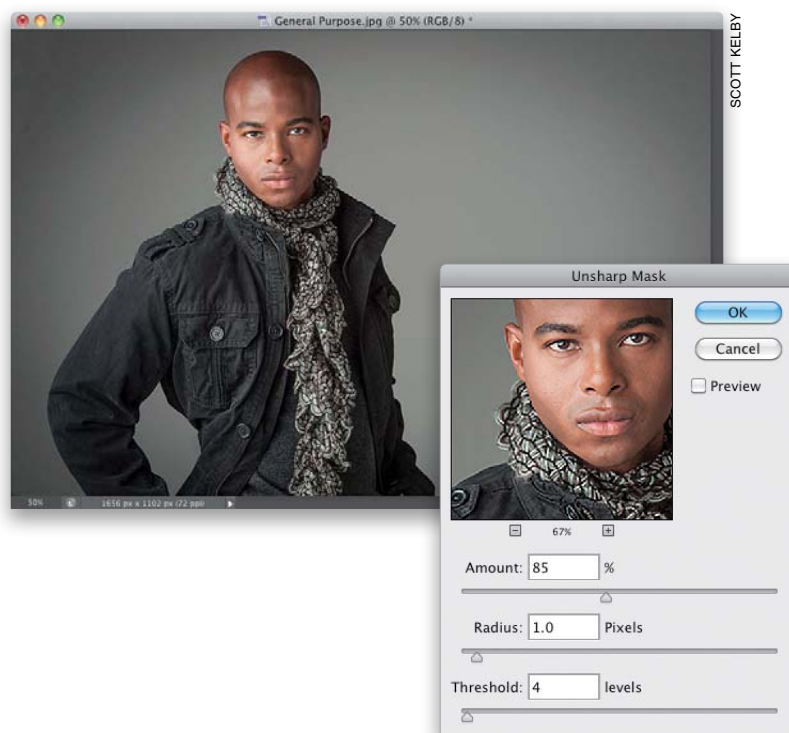 General Purpose.jpg @ 50% (RGB/8) *
SCOTT KELBY
50%
1656 px x 1102 px (72 ppi)
Unsharp Mask
OK
Cancel
Preview
67%
Amount: 85 %
Radius: 1.0 Pixels
Threshold: 4 levels